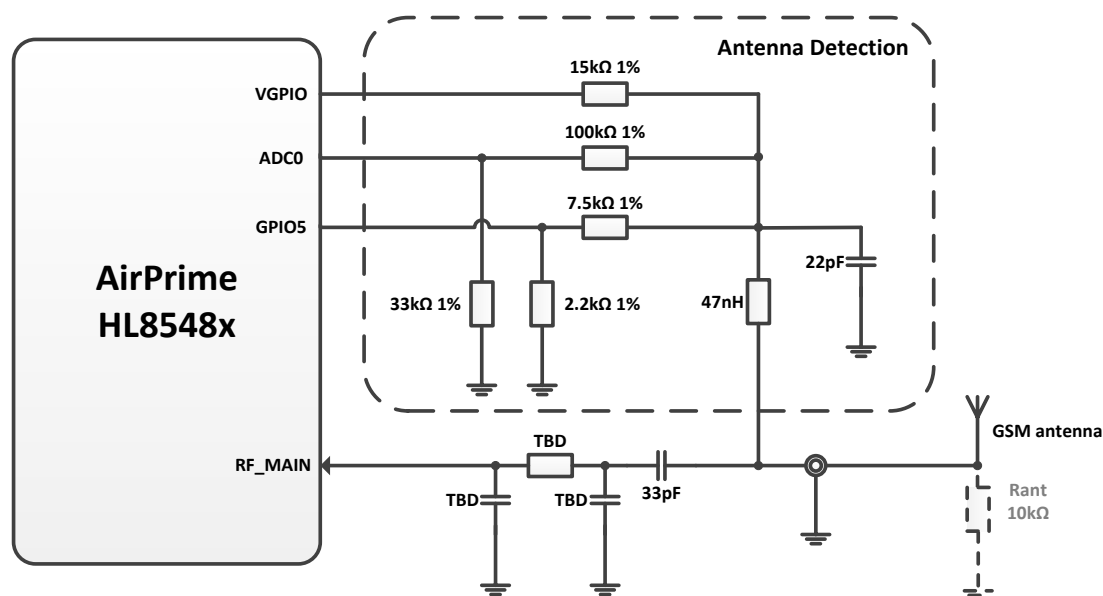 Antenna Detection
15kΩ 1%
VGPIO
100kΩ 1%
ADC0
7.5kΩ 1%
GPIO5
AirPrime
HL8548x
22pF
33kΩ 1%
2.2kΩ 1%
47nH
GSM antenna
TBD
RF_MAIN
33pF
TBD
TBD
Rant
10kΩ